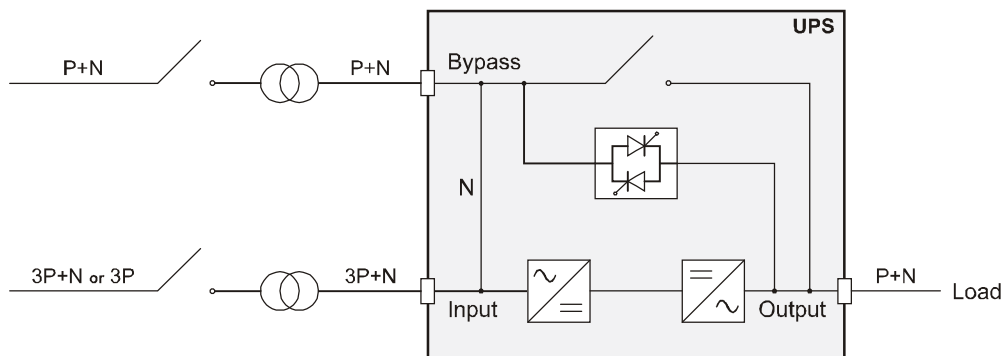 UPS
P+N
P+N
Bypass
N
3P+N or 3P
3P+N
Input
Output
P+N
Load